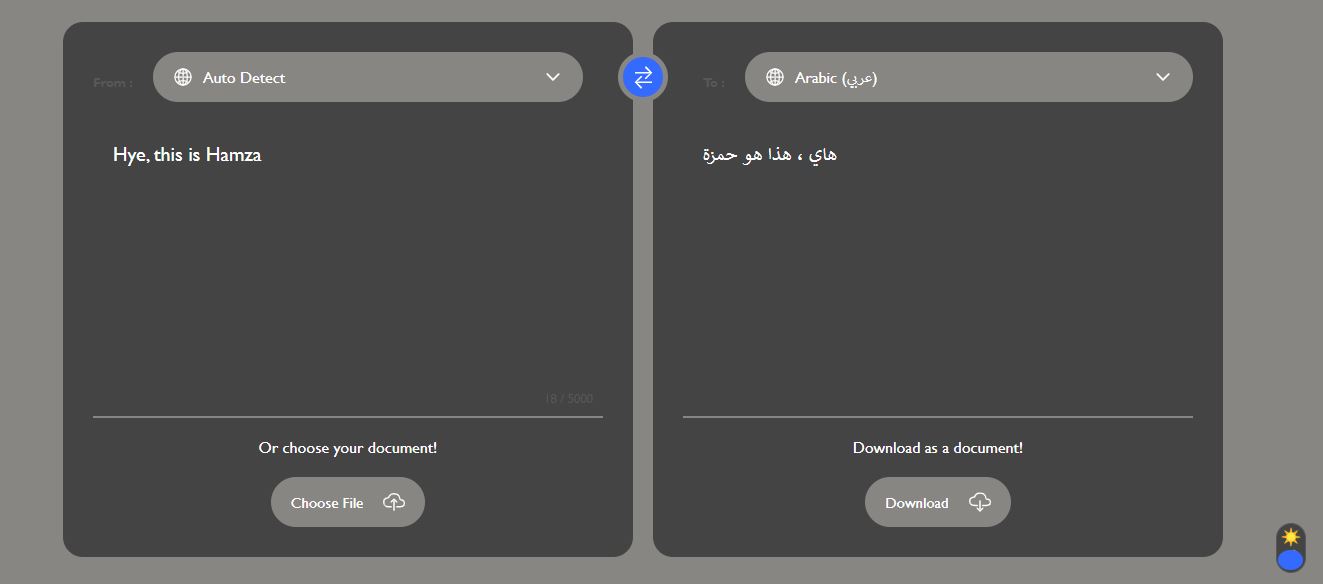 From :
Auto Detect
Hye, this is Hamza
18 / 5000
Or choose your document!
Choose File
To :
Arabic (عربي)
هاي ، هذا هو حمزة
Download as a document!
Download